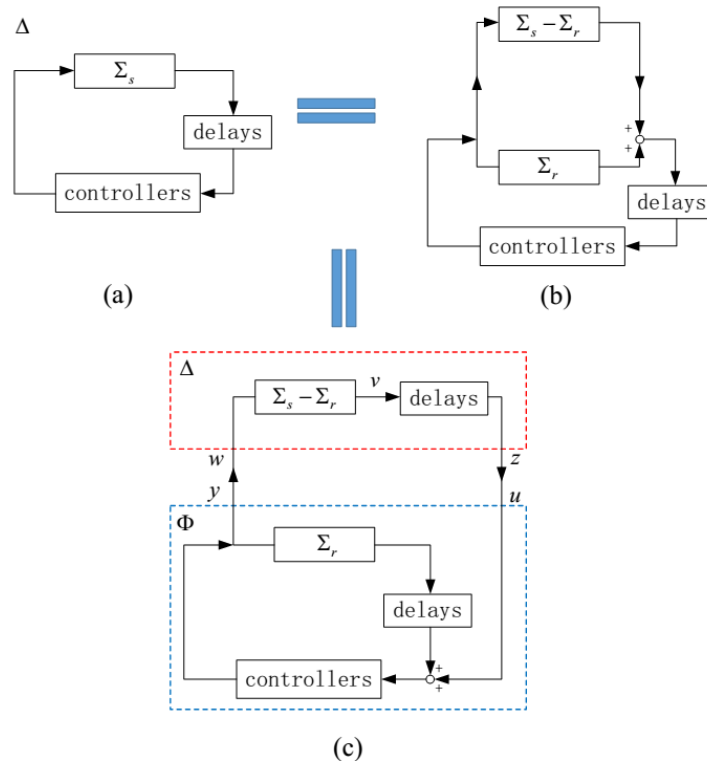 Δ
Σs
delays
controllers
(a)
Σs − Σr
+
+
Σr
delays
controllers
(b)
Δ
Σs − Σr
v
delays
w
z
y
u
Φ
Σr
delays
controllers
+
+
(c)